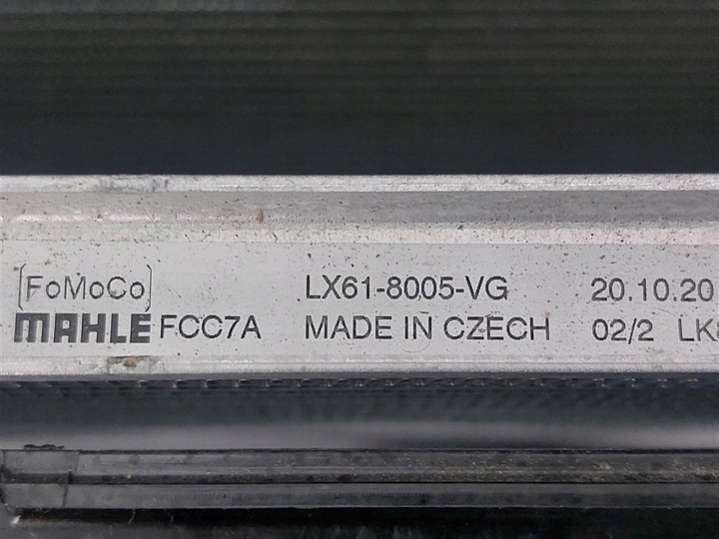 FoMoCo LX61-8005-VG 20.10.20
MAHLE FCC7A MADE IN CZECH 02/2